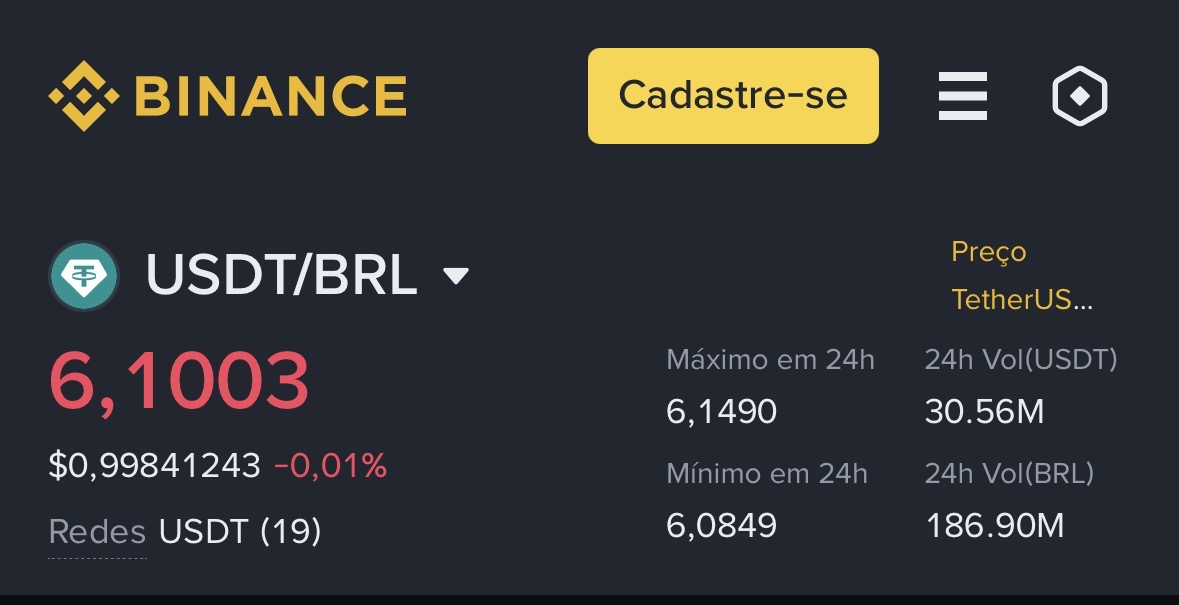 BINANCE
Cadastre-se
USDT/BRL
Preço
TetherUS...
6,1003
Máximo em 24h
24h Vol(USDT)
6,1490
30.56M
$0,99841243 -0,01%
Mínimo em 24h
24h Vol(BRL)
6,0849
186.90M
Redes USDT (19)